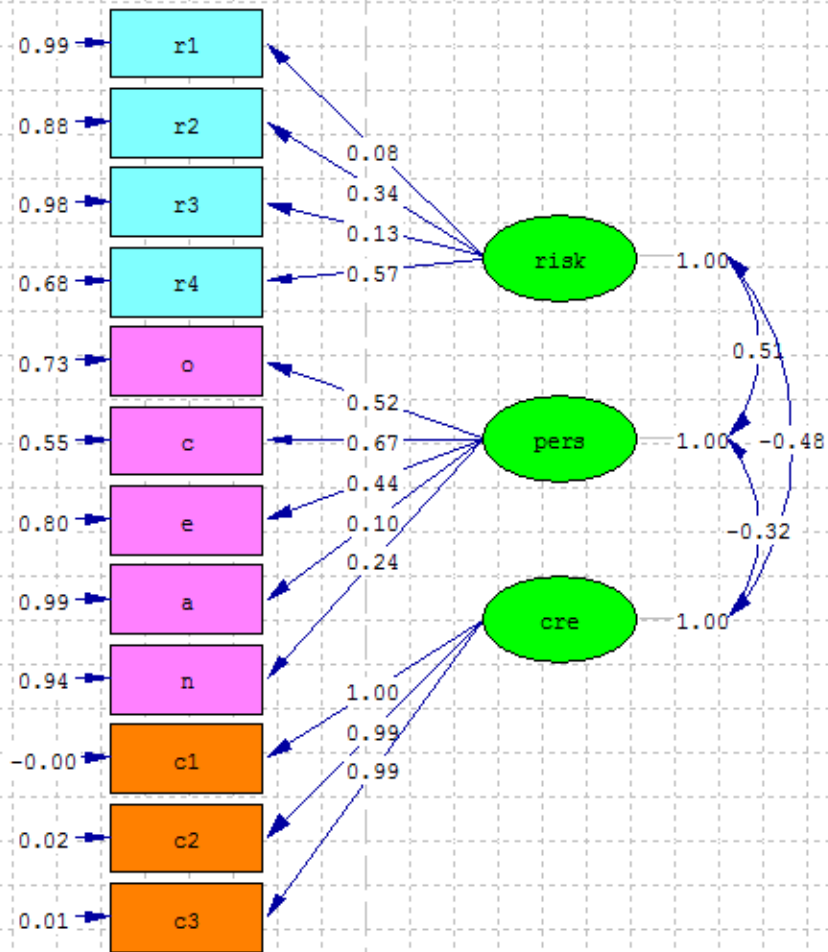 0.99 r1
0.88 r2
0.08
0.34
0.98 r3
0.13
risk 1.00
0.68 r4
0.57
0.51
0.73 o
0.52
0.55 c
0.67
pers 1.00 -0.48
0.44
0.80 e
0.10
-0.32
0.24
0.99 a
cre 1.00
0.94 n
1.00
0.99
-0.00 c1
0.99
0.02 c2
0.01 c3